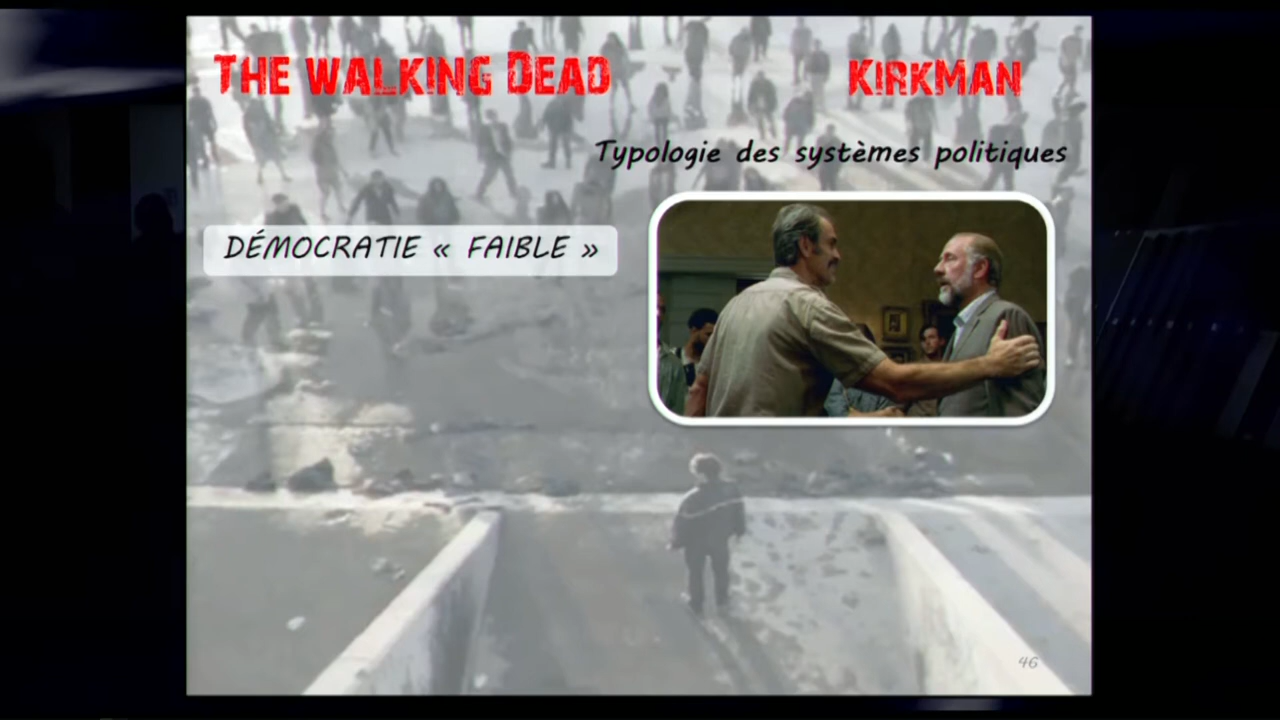 THE WALKING DEAD
KIRKMAN
Typologie des systèmes politiques
DÉMOCRATIE « FAIBLE »
46